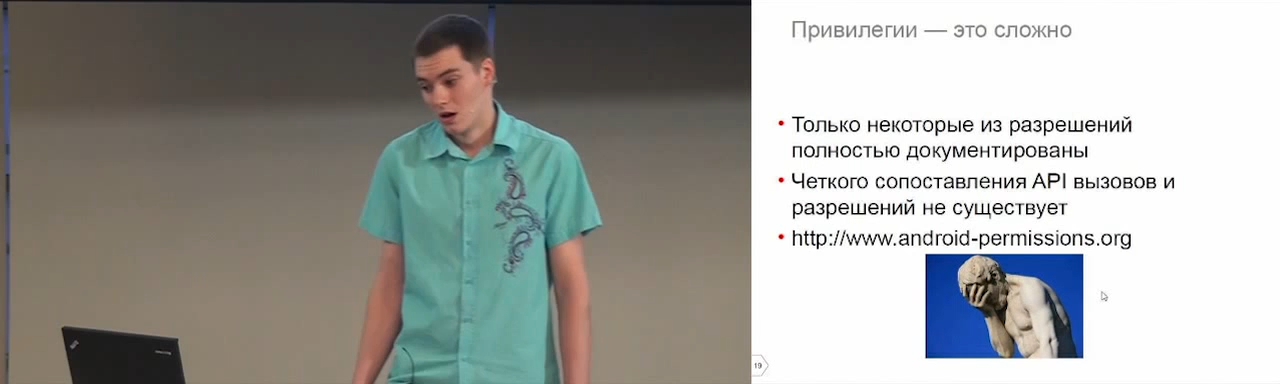 Привилегии — это сложно
• Только некоторые из разрешений
полностью документированы
• Четкого сопоставления API вызовов и
разрешений не существует
• http://www.android-permissions.org
19